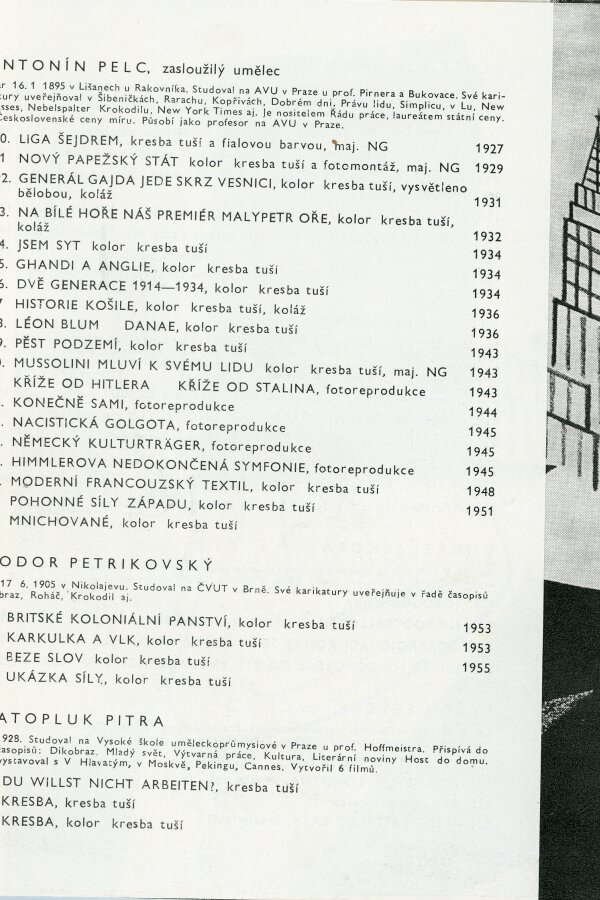 NTONÍN PELC, zasloužilý umělec
ar 16. 1 1895 v Lišanech u Rakovníka. Studoval na AVU v Praze u prof. Pirnera a Bukovace. Své kari-
tury uveřejňoval v Šibeničkách, Rarachu, Kopřivách, Dobrém dni, Právu lidu, Simplicu, v Lu, New
sses, Nebelspalter Krokodilu, New York Times aj. Je nositelem Řádu práce, laureátem státní ceny.
Československé ceny míru. Působí jako profesor na AVU v Praze.
0. LIGA ŠEJDREM, kresba tuší a fialovou barvou, maj. NG 1927
1 NOVÝ PAPEŽSKÝ STÁT kolor kresba tuší a fotomontáž, maj. NG 1929
2. GENERÁL GAJDA JEDE SKRZ VESNICI, kolor kresba tuší, vysvětleno
bělobou, koláž 1931
3. NA BÍLÉ HOŘE NÁŠ PREMIÉR MALYPETR OŘE, kolor kresba tuší,
koláž 1932
4. JSEM SYT kolor kresba tuší 1934
5. GHANDI A ANGLIE, kolor kresba tuší 1934
6. DVĚ GENERACE 1914—1934, kolor kresba tuší 1934
7 HISTORIE KOŠILE, kolor kresba tuší, koláž 1936
8. LÉON BLUM DANAE, kolor kresba tuší 1936
9. PĚST PODZEMÍ, kolor kresba tuší 1943
0. MUSSOLINI MLUVÍ K SVÉMU LIDU kolor kresba tuší, maj. NG 1943
KŘÍŽE OD HITLERA KŘÍŽE OD STALINA, fotoreprodukce 1943
. KONEČNĚ SAMI, fotoreprodukce 1944
. NACISTICKÁ GOLGOTA, fotoreprodukce 1945
. NĚMECKÝ KULTURTRÄGER, fotoreprodukce 1945
. HIMMLEROVA NEDOKONČENÁ SYMFONIE, fotoreprodukce 1945
. MODERNÍ FRANCOUZSKÝ TEXTIL, kolor kresba tuší 1948
POHONNÉ SÍLY ZÁPADU, kolor kresba tuší 1951
MNICHOVANÉ, kolor kresba tuší
ODOR PETRIKOVSKÝ
17 6. 1905 v Nikolajevu. Studoval na ČVUT v Brně. Své karikatury uveřejňuje v řadě časopisů
braz, Roháč, Krokodil aj.
BRITSKÉ KOLONIÁLNÍ PANSTVÍ, kolor kresba tuší 1953
KARKULKA A VLK, kolor kresba tuší 1953
BEZE SLOV kolor kresba tuší 1955
UKÁZKA SÍLY, kolor kresba tuší
ATOPLUK PITRA
1928. Studoval na Vysoké škole uměleckoprůmyslové v Praze u prof. Hoffmeistra. Přispívá do
časopisů: Dikobraz. Mladý svět, Výtvarná práce, Kultura, Literární noviny Host do domu.
vystavoval s V Hlavatým, v Moskvě, Pekingu, Cannes. Vytvořil 6 filmů.
DU WILLST NICHT ARBEITEN?, kresba tuší
KRESBA, kresba tuší
KRESBA, kolor kresba tuší